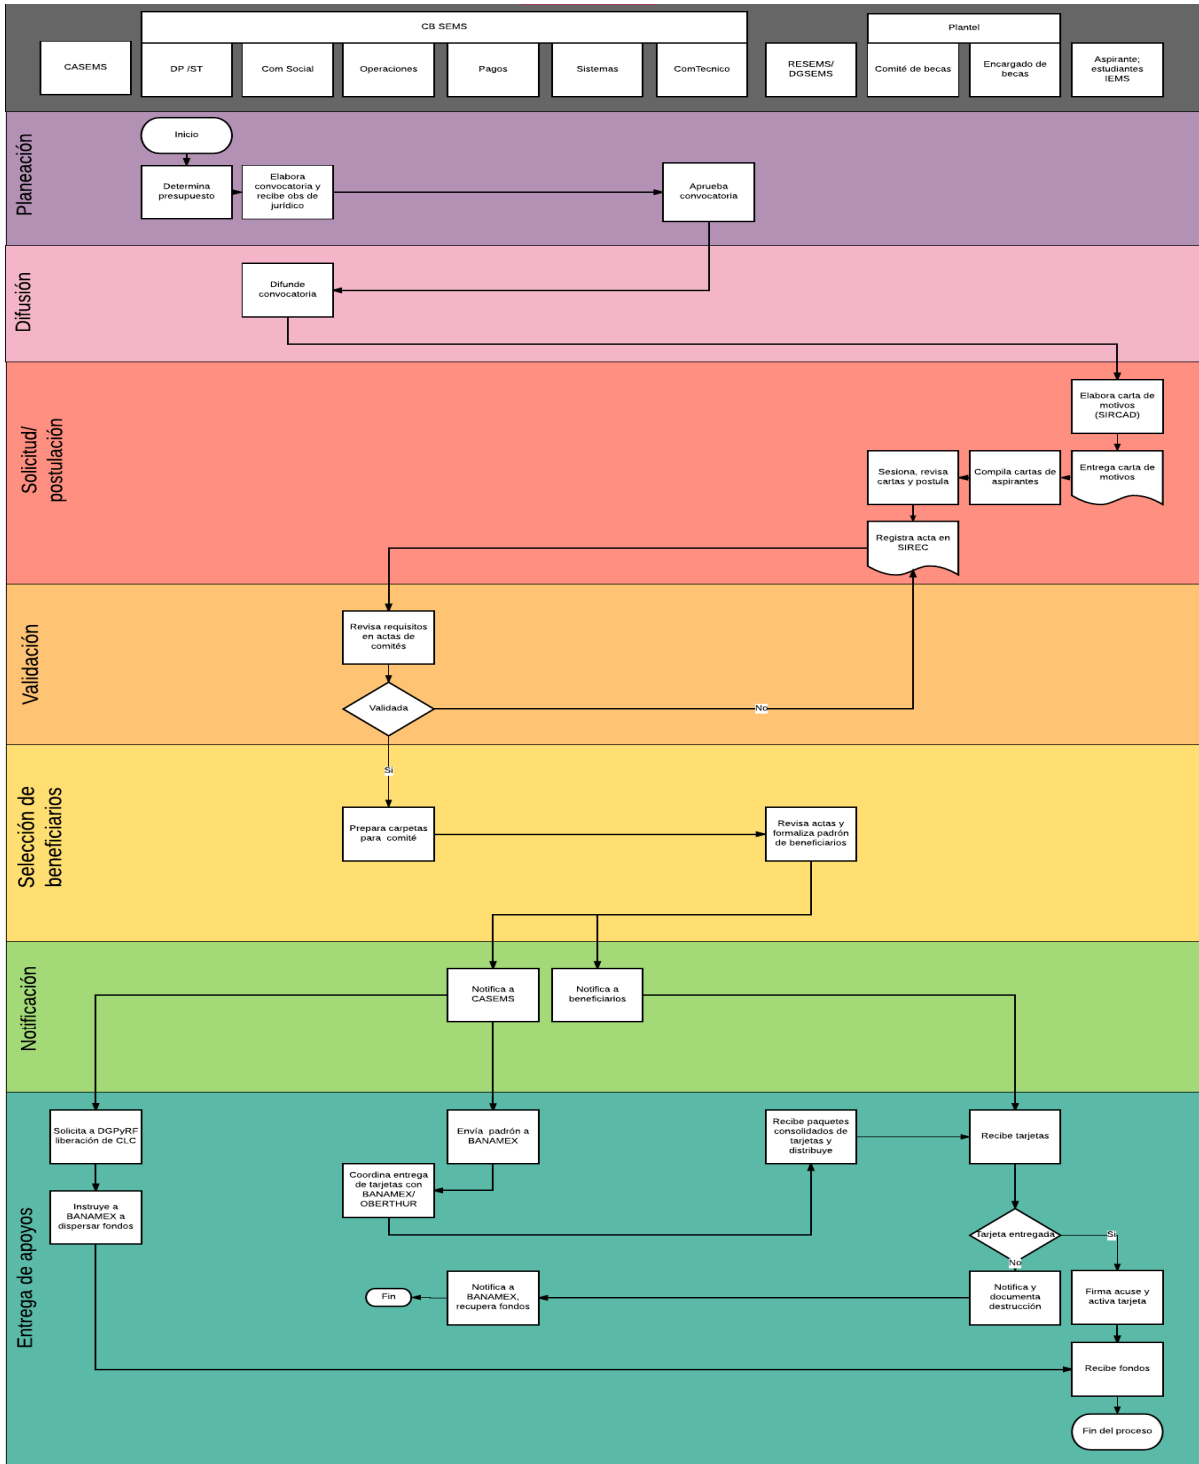 CB SEMS
Plantel
CASEMS
DP /ST
Com Social
Operaciones
Pagos
Sistemas
ComTecnico
RESEMS/
DGSEMS
Comité de becas
Encargado de
becas
Aspirante;
estudiantes
IEMS
Planeación
Inicio
Determina
presupuesto
Elabora
convocatoria y
recibe obs de
jurídico
Aprueba
convocatoria
Difusión
Difunde
convocatoria
Solicitud/
postulación
Elabora carta de
motivos
(SIRCAD)
Entrega carta de
motivos
Compila cartas de
aspirantes
Sesiona, revisa
cartas y postula
Registra acta en
SIREC
Validación
Revisa requisitos
en actas de
comités
Validada
No
Si
Selección de
beneficiarios
Prepara carpetas
para comité
Revisa actas y
formaliza padrón
de beneficiarios
Notificación
Notifica a
CASEMS
Notifica a
beneficiarios
Entrega de apoyos
Solicita a DGPyRF
liberación de CLC
Envía padrón a
BANAMEX
Recibe paquetes
consolidados de
tarjetas y
distribuye
Recibe tarjetas
Coordina entrega
de tarjetas con
BANAMEX/
OBERTHUR
Instruye a
BANAMEX a
dispersar fondos
Tarjeta entregada
Si
No
Fin
Notifica a
BANAMEX,
recupera fondos
Notifica y
documenta
destrucción
Firma acuse y
activa tarjeta
Recibe fondos
Fin del proceso